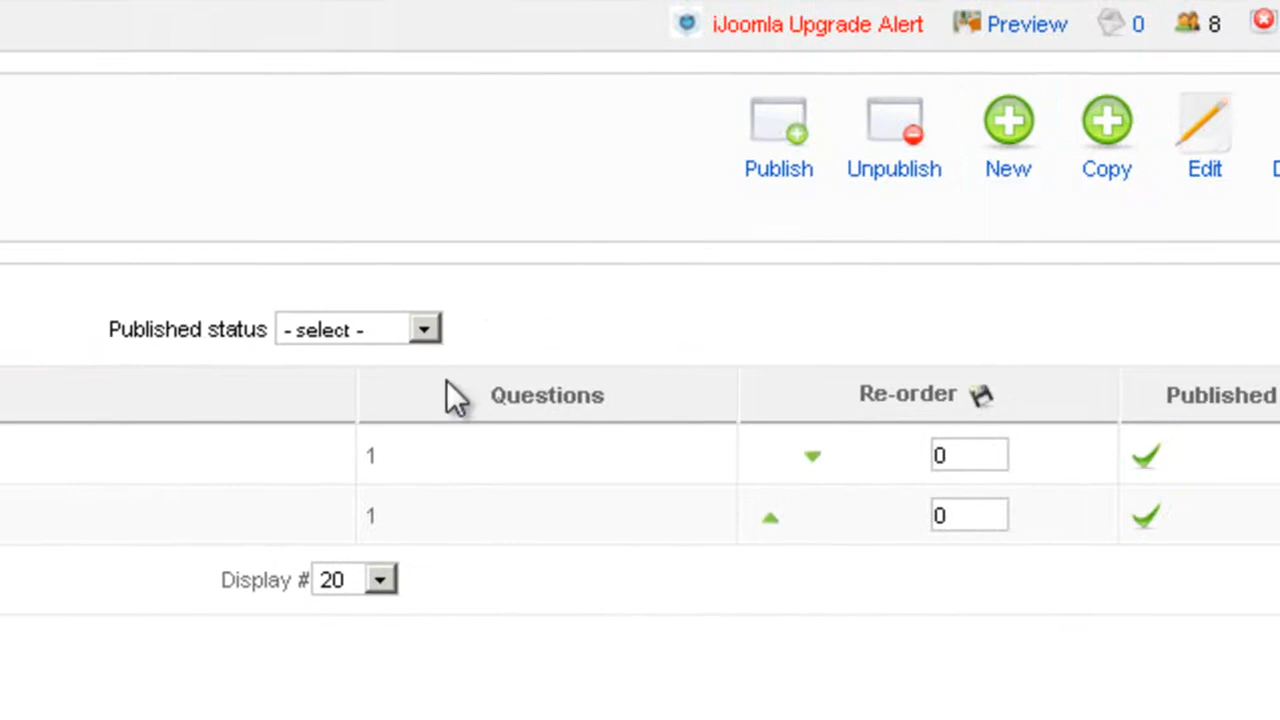 iJoomla Upgrade Alert Preview 0 8
Publish Unpublish New Copy Edit D
Published status - select -
Questions Re-order Published
1 0
1 0
Display # 20